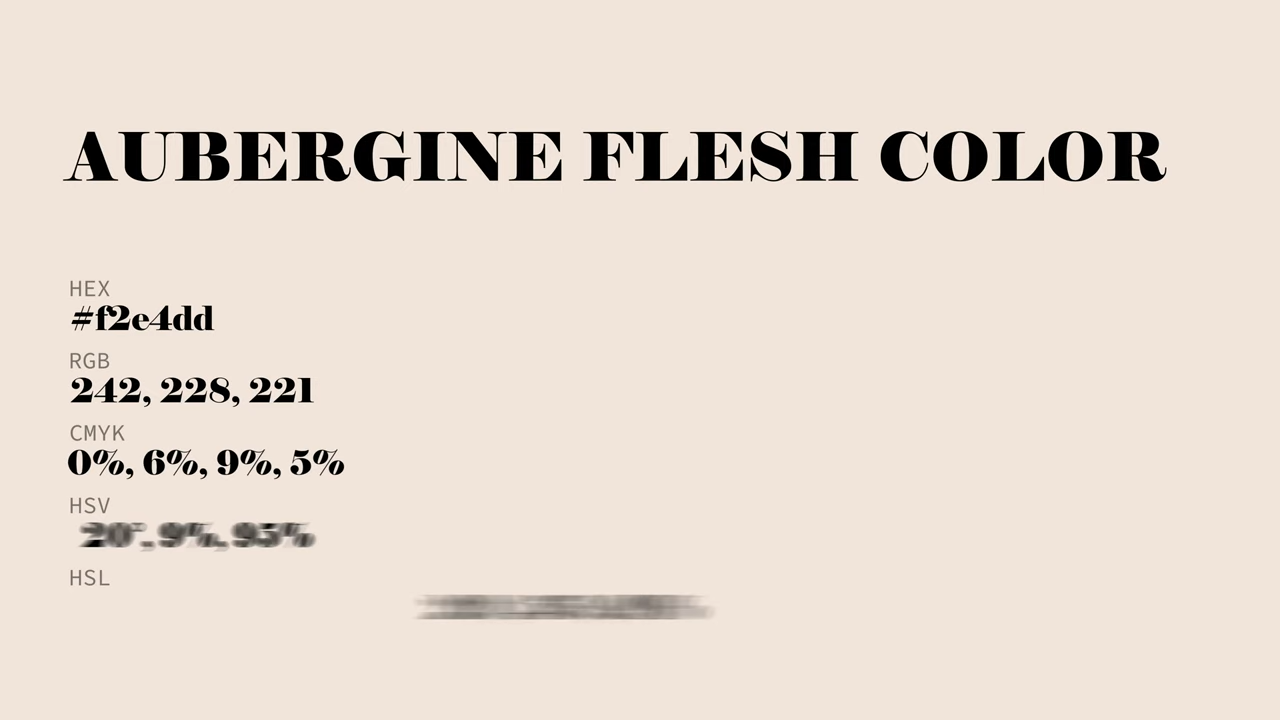 AUBERGINE FLESH COLOR
HEX
#f2e4dd
RGB
242, 228, 221
CMYK
0%, 6%, 9%, 5%
HSV
20°, 9%, 95%
HSL